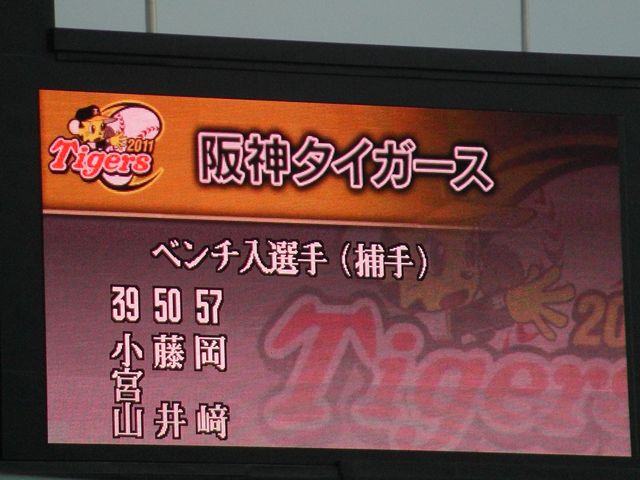 Tigers 2011
阪神タイガース
ベンチ入選手（捕手）
39 50 57
小宮山
藤井
岡﨑
Tigers 20